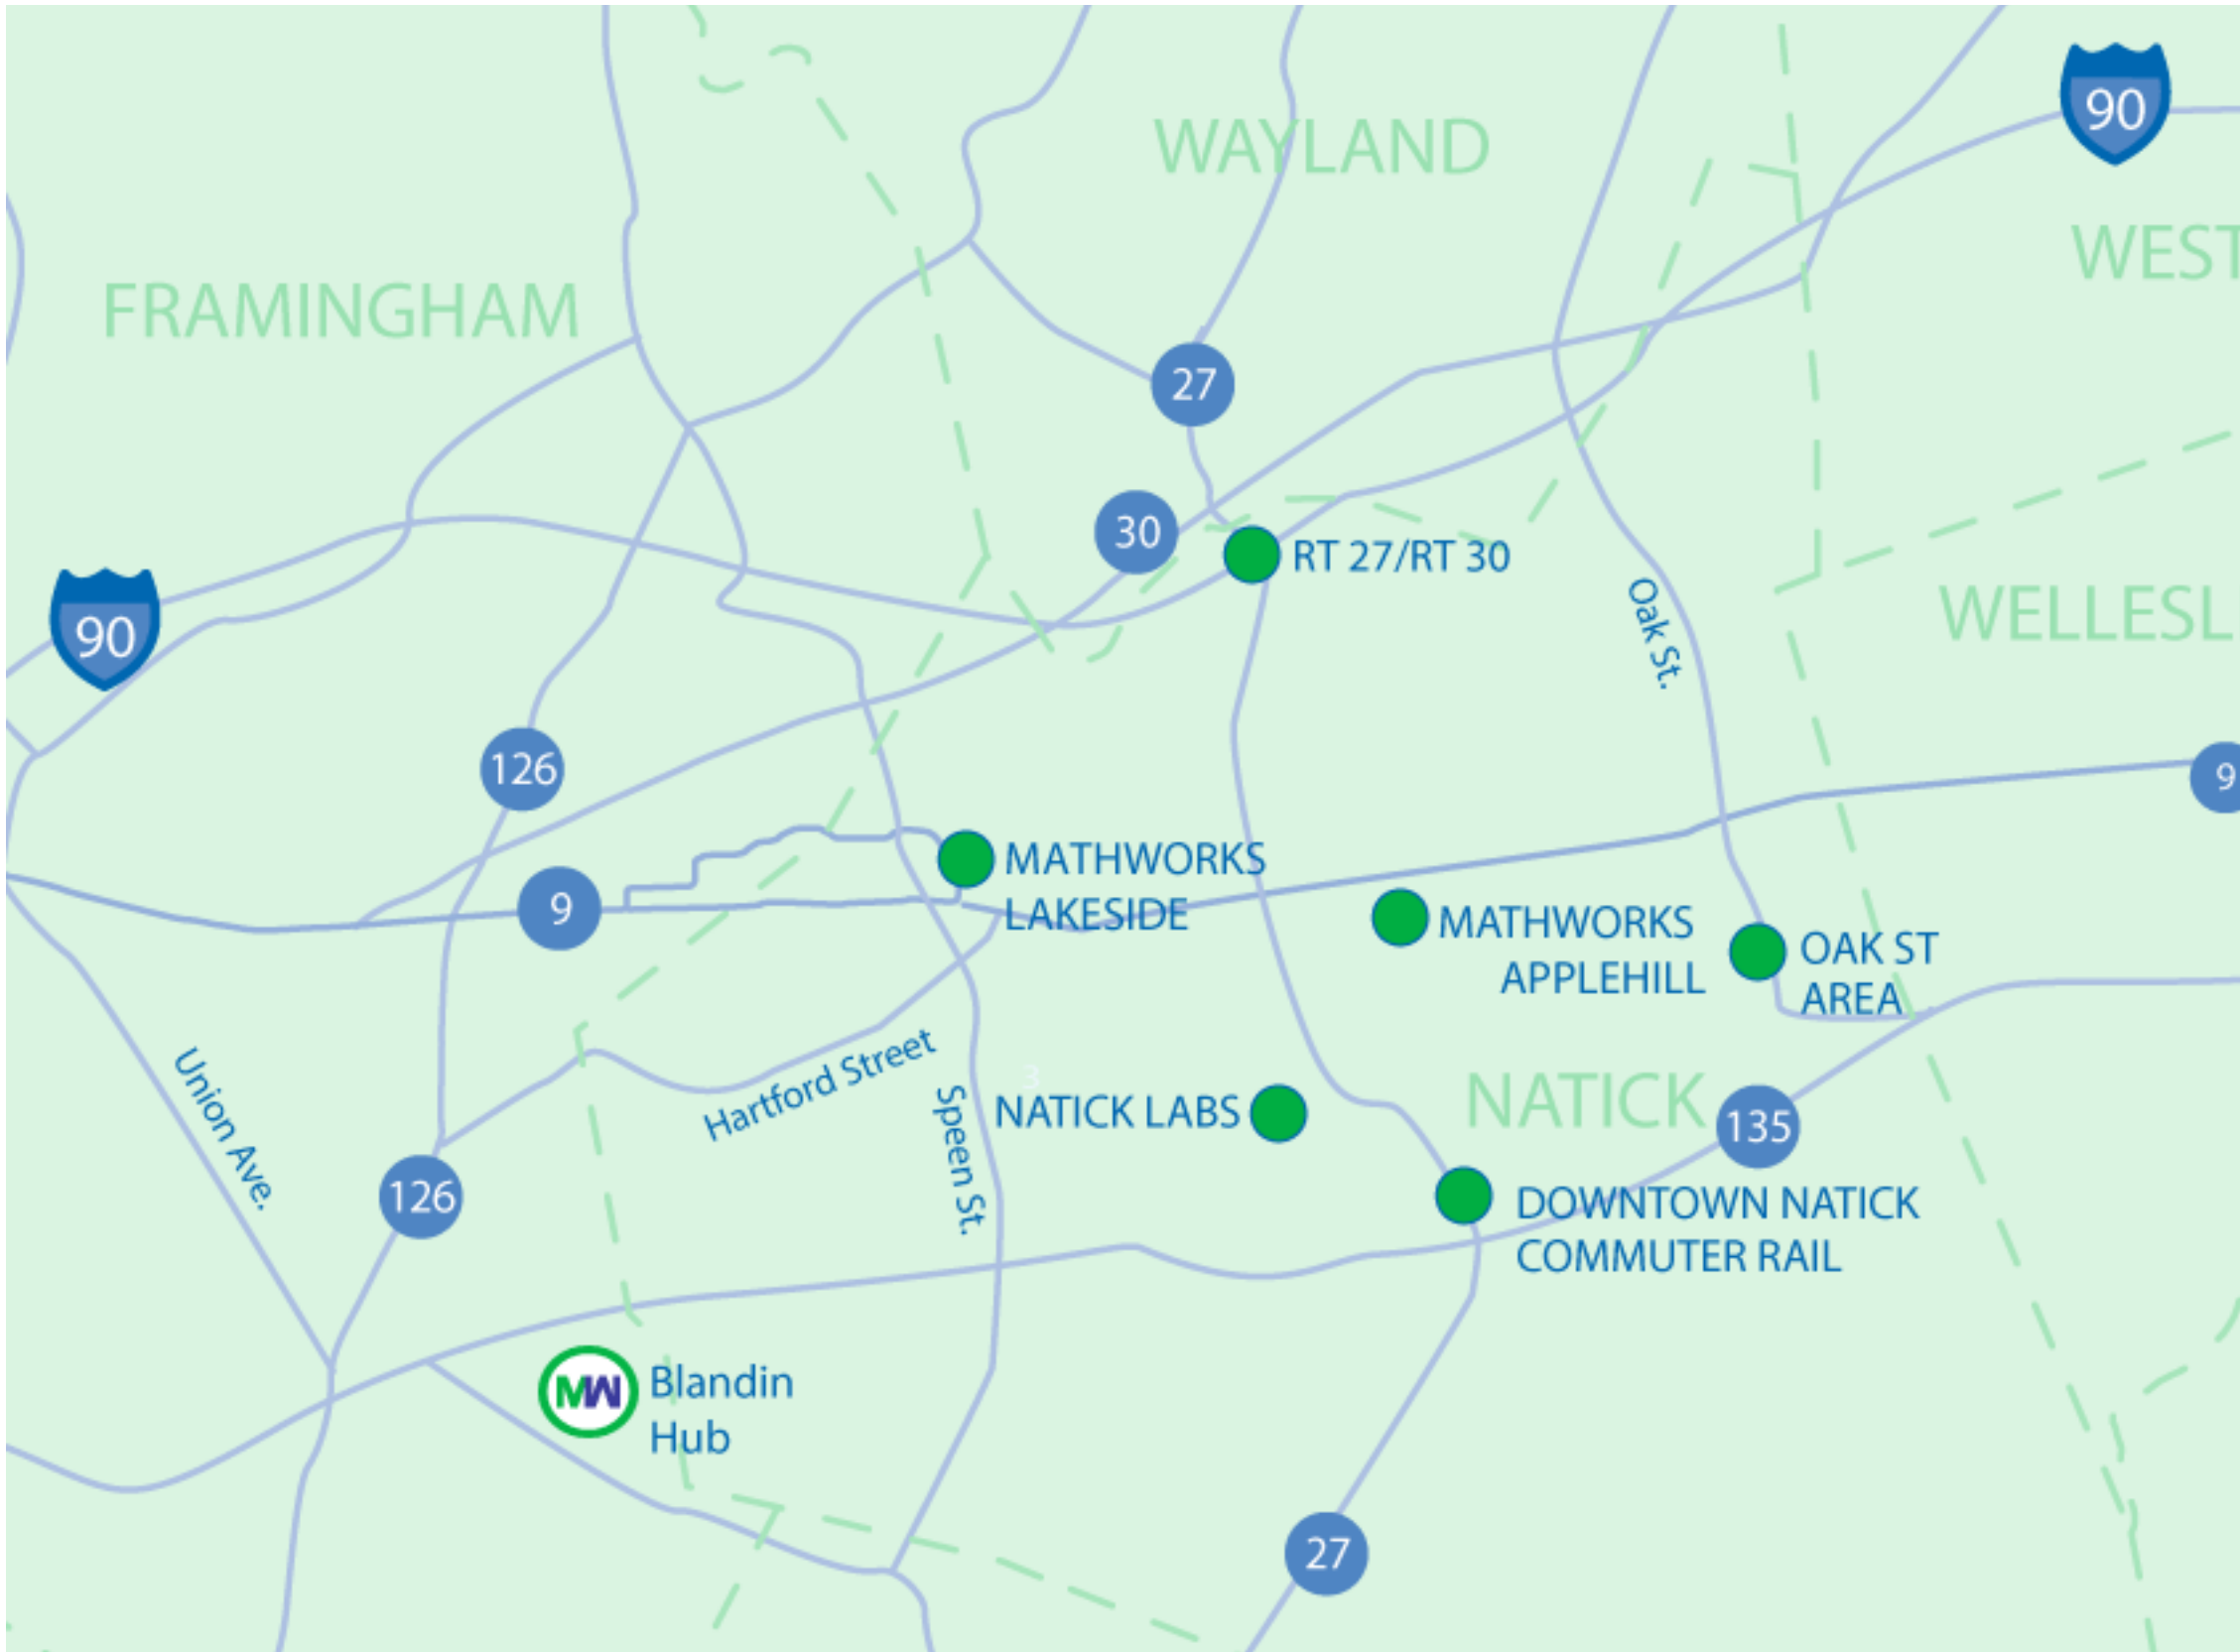 90
WAYLAND
WEST
FRAMINGHAM
27
30
RT 27/RT 30
Oak St.
WELLESL
90
126
9
MATHWORKS
LAKESIDE
9
MATHWORKS
APPLEHILL
OAK ST
AREA
Union Ave.
Hartford Street
Speen St.
3
NATICK LABS
NATICK
135
126
DOWNTOWN NATICK
COMMUTER RAIL
MW
Blandin
Hub
27